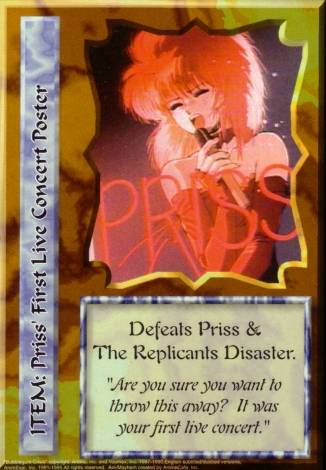 ITEM: Priss' First Live Concert Poster
PRISS
Defeats Priss &
The Replicants Disaster.
"Are you sure you want to
throw this away? It was
your first live concert."